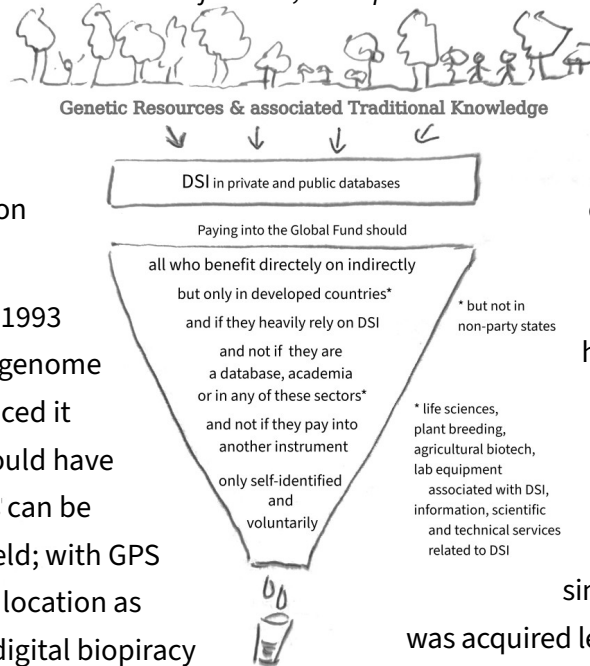 Genetic Resources & associated Traditional Knowledge
DSI in private and public databases
on
Paying into the Global Fund should
all who benefit directely on indirectly
but only in developed countries*
and if they heavily rely on DSI
and not if they are
a database, academia
or in any of these sectors*
and not if they pay into
another instrument
only self-identified
and
voluntarily
* but not in
non-party states
* life sciences,
plant breeding,
agricultural biotech,
lab equipment
associated with DSI,
information, scientific
and technical services
related to DSI
1993
genome
ced it
ould have
can be
eld; with GPS
location as
digital biopiracy
h
sin
was acquired le